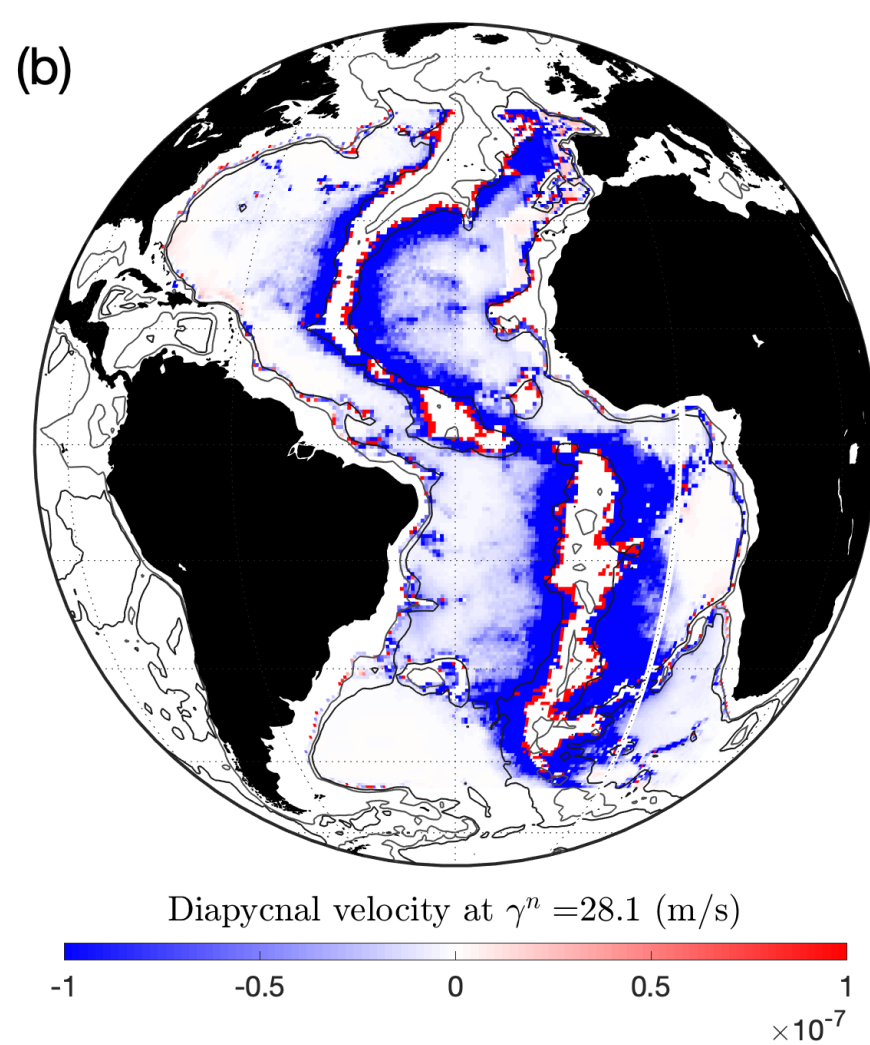 (b)
Diapycnal velocity at γⁿ =28.1 (m/s)
-1 -0.5 0 0.5 1
×10⁻⁷